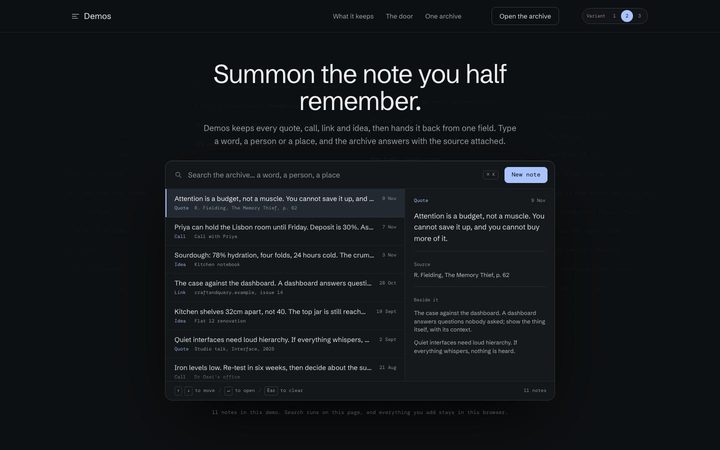 Demos
What it keeps The door One archive
Open the archive
Variant 1 2 3
Summon the note you half
remember.
Demos keeps every quote, call, link and idea, then hands it back from one field. Type
a word, a person or a place, and the archive answers with the source attached.
Search the archive... a word, a person, a place
⌘ K
New note
Attention is a budget, not a muscle. You cannot save it up, and ... 9 Nov
Quote R. Fielding, The Memory Thief, p. 62
Priya can hold the Lisbon room until Friday. Deposit is 30%. As... 7 Nov
Call Call with Priya
Sourdough: 78% hydration, four folds, 24 hours cold. The crum... 3 Nov
Idea Kitchen notebook
The case against the dashboard. A dashboard answers questi... 28 Oct
Link craftandquery.example, issue 14
Kitchen shelves 32cm apart, not 40. The top jar is still reach... 19 Sept
Idea Flat 12 renovation
Quiet interfaces need loud hierarchy. If everything whispers, ... 2 Sept
Quote Studio talk, Interface, 2025
Iron levels low. Re-test in six weeks, then decide about the su... 21 Aug
Call Dr Osei's office
Quote 9 Nov
Attention is a budget, not a muscle. You
cannot save it up, and you cannot buy
more of it.
Source
R. Fielding, The Memory Thief, p. 62
Beside it
The case against the dashboard. A dashboard
answers questions nobody asked; show the thing
itself, with its context.
Quiet interfaces need loud hierarchy. If
everything whispers, nothing is heard.
↑ ↓ to move / ↵ to open / Esc to clear
11 notes
11 notes in this demo. Search runs on this page, and everything you add stays in this browser.